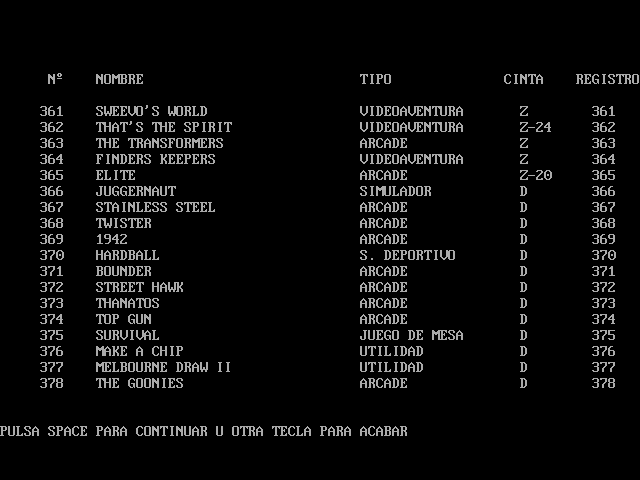 Nº NOMBRE TIPO CINTA REGISTRO
361 SWEEVO'S WORLD VIDEOAVENTURA Z 361
362 THAT'S THE SPIRIT VIDEOAVENTURA Z-24 362
363 THE TRANSFORMERS ARCADE Z 363
364 FINDERS KEEPERS VIDEOAVENTURA Z 364
365 ELITE ARCADE Z-20 365
366 JUGGERNAUT SIMULADOR D 366
367 STAINLESS STEEL ARCADE D 367
368 TWISTER ARCADE D 368
369 1942 ARCADE D 369
370 HARDBALL S. DEPORTIVO D 370
371 BOUNDER ARCADE D 371
372 STREET HAWK ARCADE D 372
373 THANATOS ARCADE D 373
374 TOP GUN ARCADE D 374
375 SURVIVAL JUEGO DE MESA D 375
376 MAKE A CHIP UTILIDAD D 376
377 MELBOURNE DRAW II UTILIDAD D 377
378 THE GOONIES ARCADE D 378
PULSA SPACE PARA CONTINUAR U OTRA TECLA PARA ACABAR